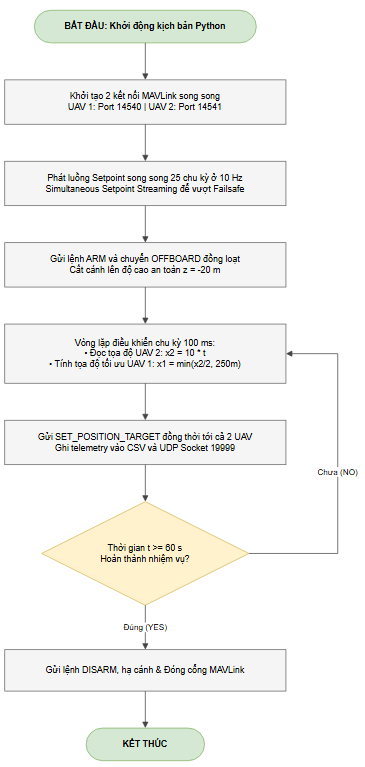 BẮT ĐẦU: Khởi động kịch bản Python
Khởi tạo 2 kết nối MAVLink song song
UAV 1: Port 14540 | UAV 2: Port 14541
Phát luồng Setpoint song song 25 chu kỳ ở 10 Hz
Simultaneous Setpoint Streaming để vượt Failsafe
Gửi lệnh ARM và chuyển OFFBOARD đồng loạt
Cất cánh lên độ cao an toàn z = -20 m
Vòng lặp điều khiển chu kỳ 100 ms:
• Đọc tọa độ UAV 2: x2 = 10 * t
• Tính tọa độ tối ưu UAV 1: x1 = min(x2/2, 250m)
Gửi SET_POSITION_TARGET đồng thời tới cả 2 UAV
Ghi telemetry vào CSV và UDP Socket 19999
Chưa (NO)
Thời gian t >= 60 s
Hoàn thành nhiệm vụ?
Đúng (YES)
Gửi lệnh DISARM, hạ cánh & Đóng cổng MAVLink
KẾT THÚC